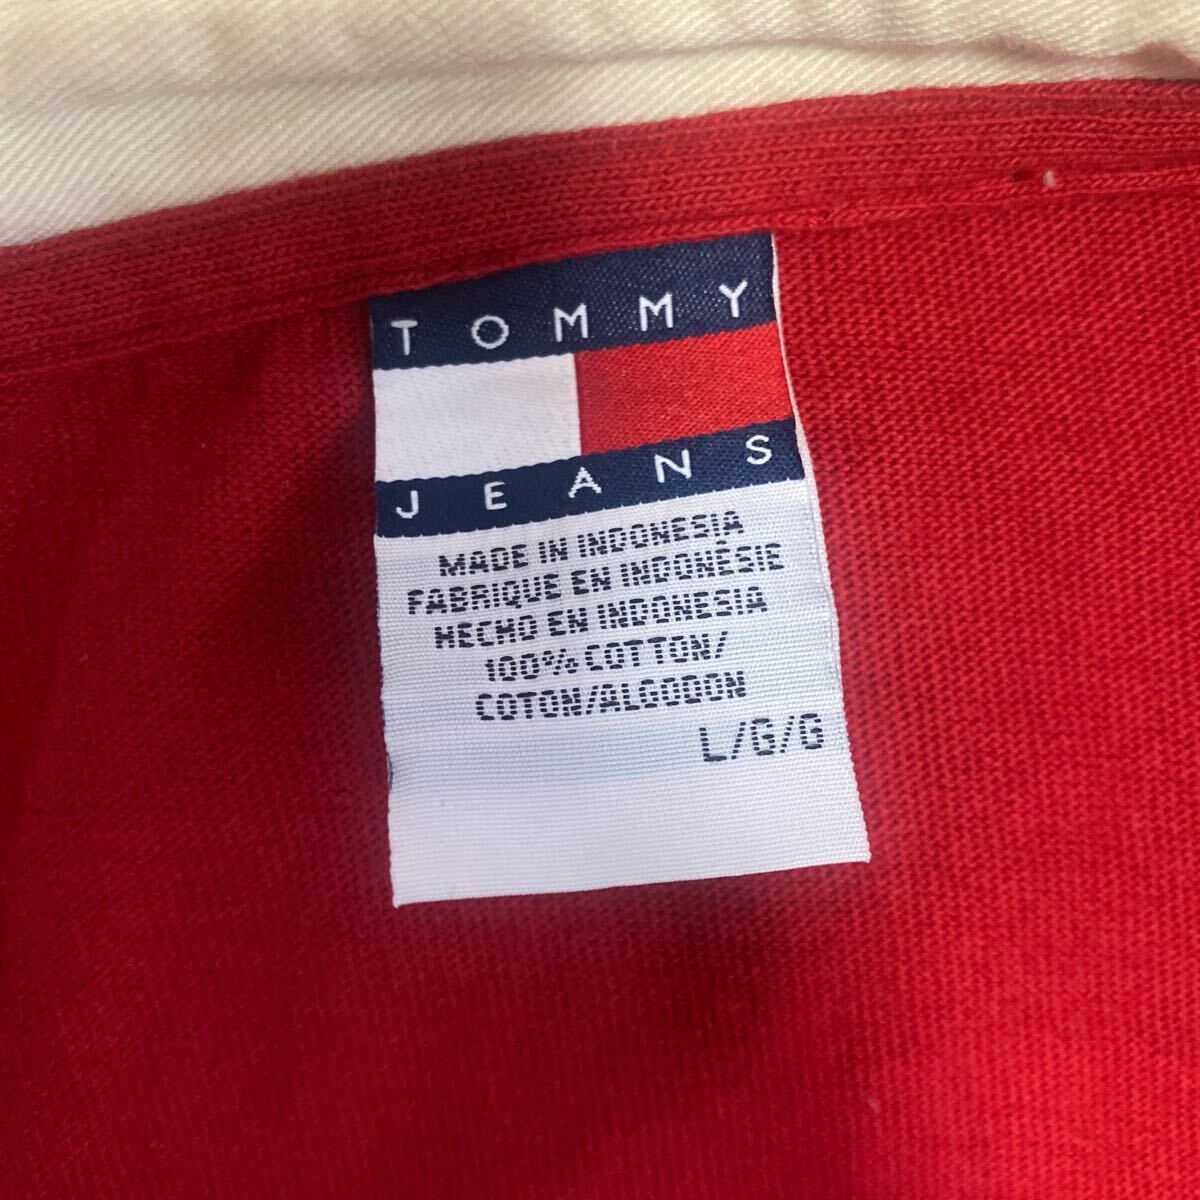 TOMMY
JEANS
MADE IN INDONESIA
FABRIQUE EN INDONÉSIE
HECHO EN INDONESIA
100% COTTON/
COTON/ALGODON
L/G/G